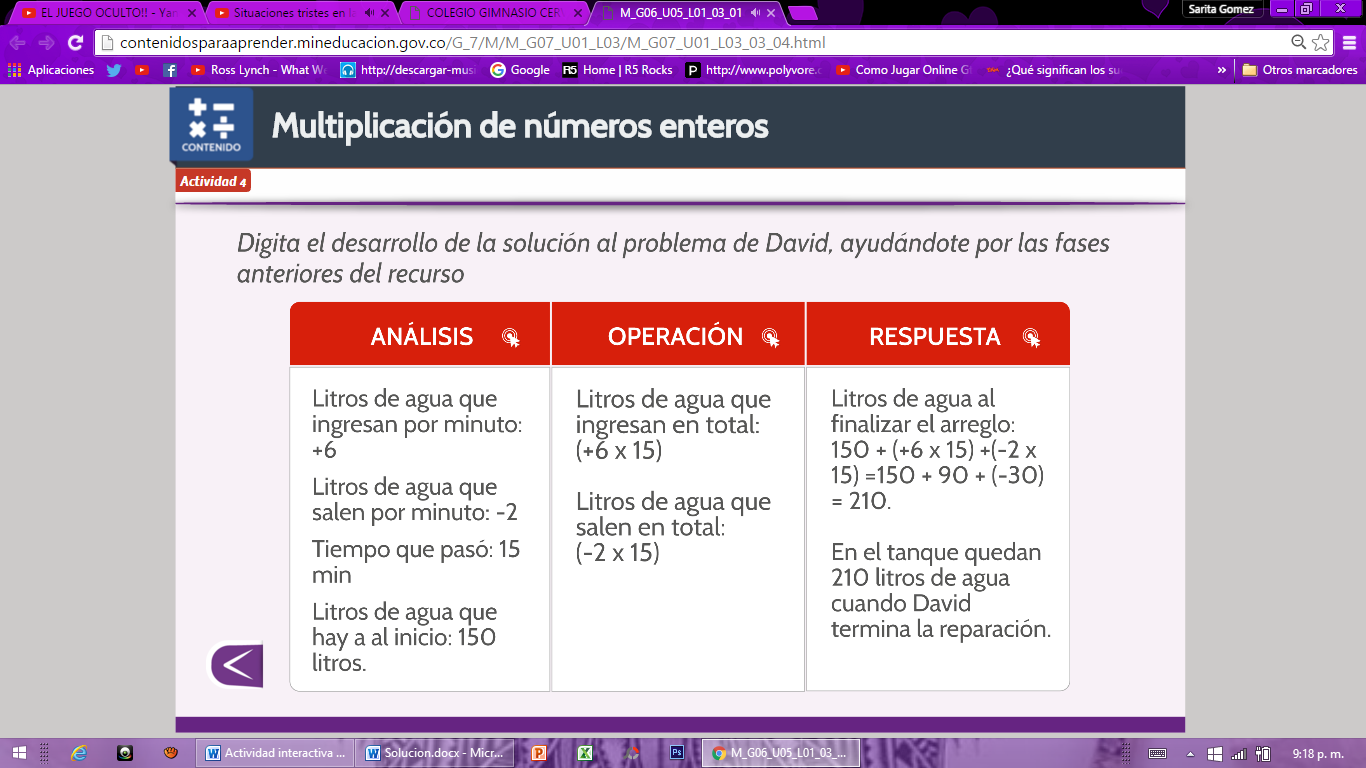 EL JUEGO OCULTO!! - Yan
Situaciones tristes en la
COLEGIO GIMNASIO CER
M_G06_U05_L01_03_01
Sarita Gomez
contenidosparaaprender.mineducacion.gov.co/G_7/M/M_G07_U01_L03/M_G07_U01_L03_03_04.html
Aplicaciones
Ross Lynch - What W
http://descargar-mus
Google
Home | R5 Rocks
http://www.polyvore.c
Como Jugar Online G
¿Qué significan los su
»
Otros marcadores
CONTENIDO
Multiplicación de números enteros
Actividad 4
Digita el desarrollo de la solución al problema de David, ayudándote por las fases
anteriores del recurso
ANÁLISIS
Litros de agua que
ingresan por minuto:
+6
Litros de agua que
salen por minuto: -2
Tiempo que pasó: 15
min
Litros de agua que
hay a al inicio: 150
litros.
OPERACIÓN
Litros de agua que
ingresan en total:
(+6 x 15)
Litros de agua que
salen en total:
(-2 x 15)
RESPUESTA
Litros de agua al
finalizar el arreglo:
150 + (+6 x 15) +(-2 x
15) =150 + 90 + (-30)
= 210.
En el tanque quedan
210 litros de agua
cuando David
termina la reparación.
Actividad interactiva ...
Solucion.docx - Micr...
M_G06_U05_L01_03_...
9:18 p. m.